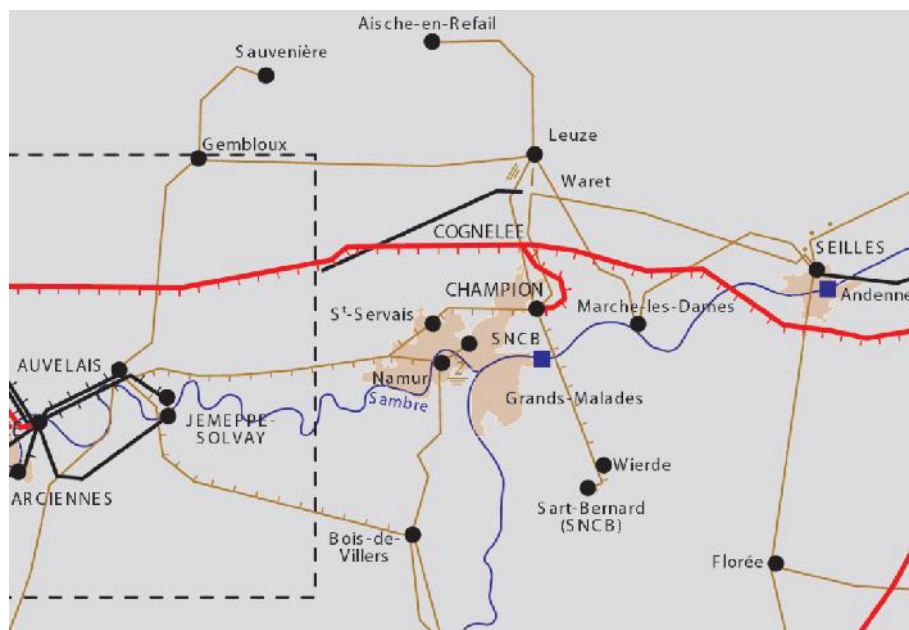 Aische-en-Refail
Sauvenière
Gembloux
Leuze
Waret
COGNELEE
SEILLES
CHAMPION
Andenne
Marche-les-Dames
Sᵗ-Servais
SNCB
AUVELAIS
Namur
Sambre
Grands-Malades
JEMEPPE-
SOLVAY
Wierde
ARCIENNES
Sart-Bernard
(SNCB)
Bois-de-
Villers
Florée